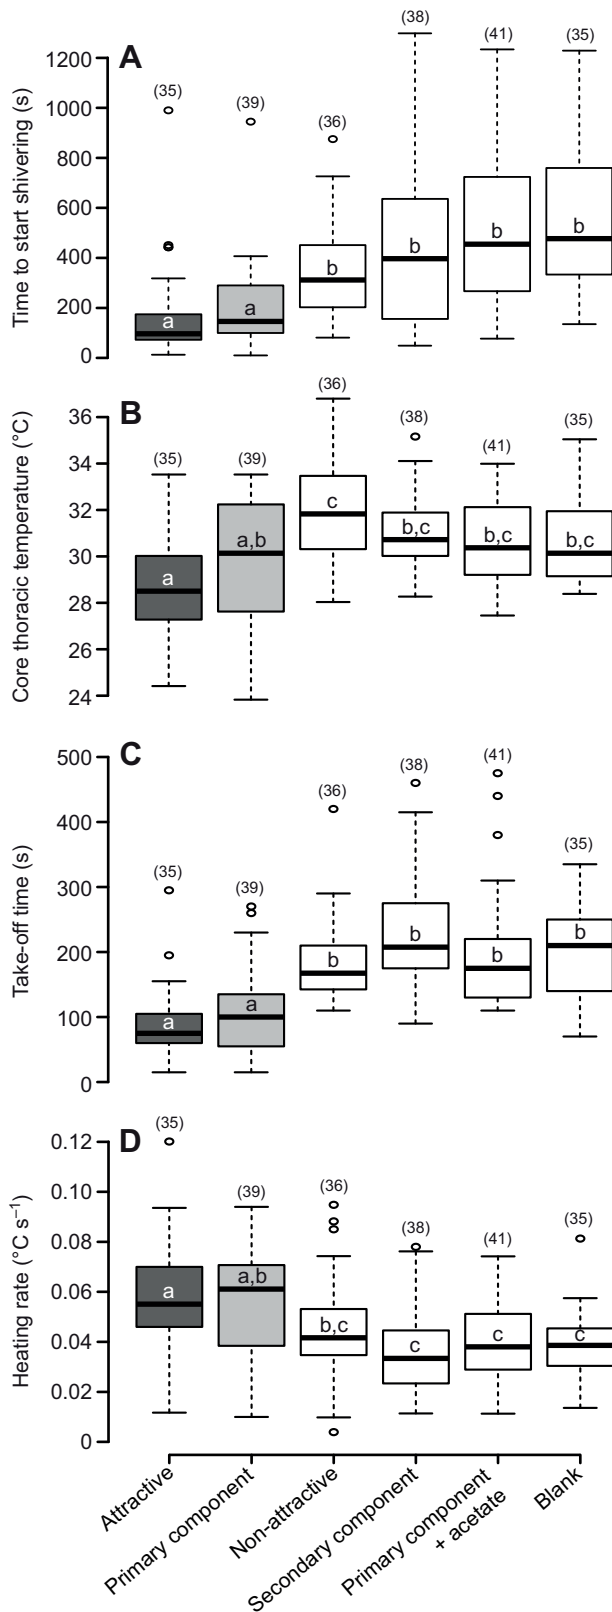 A
Time to start shivering (s)
1200
1000
800
600
400
200
0
(35)
(39)
(36)
(38)
(41)
(35)
a
a
b
b
b
b
B
Core thoracic temperature (°C)
36
34
32
30
28
26
24
(35)
(39)
(36)
(38)
(41)
(35)
a
a,b
c
b,c
b,c
b,c
C
Take-off time (s)
500
400
300
200
100
0
(35)
(39)
(36)
(38)
(41)
(35)
a
a
b
b
b
b
D
Heating rate (°C s–1)
0.12
0.10
0.08
0.06
0.04
0.02
0
(35)
(39)
(36)
(38)
(41)
(35)
a
a,b
b,c
c
c
c
Attractive
Primary component
Non-attractive
Secondary component
Primary component
+ acetate
Blank